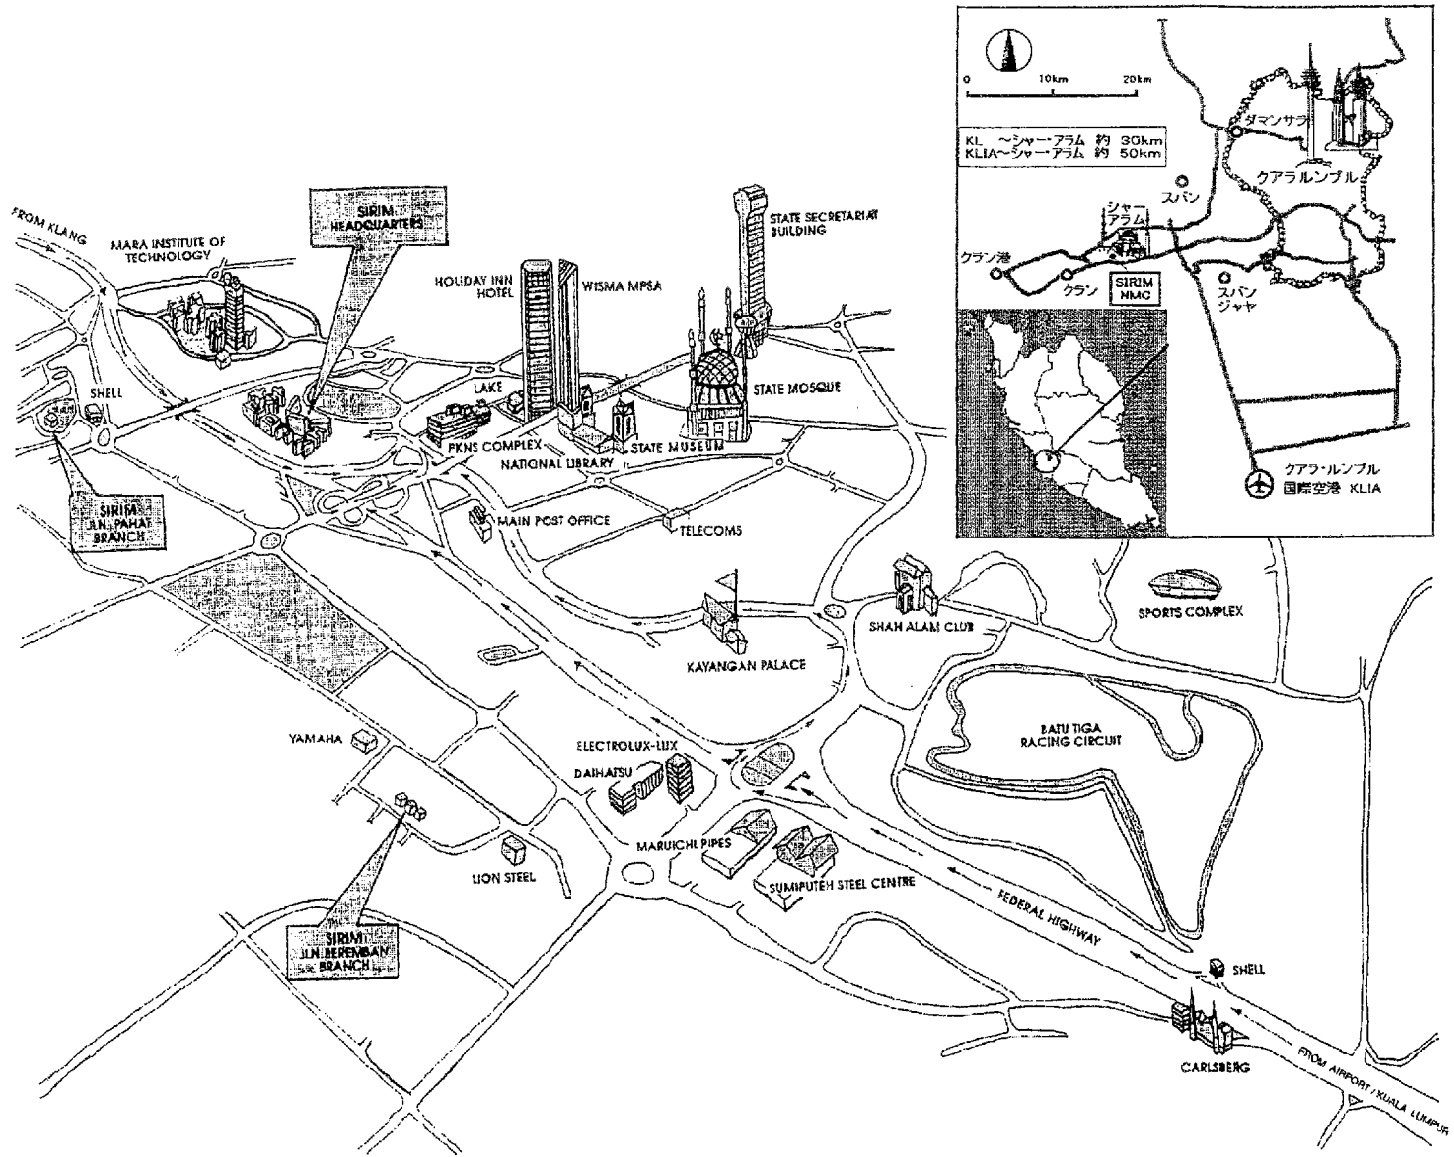 0 10km 20km
KL ～シャー・アラム 約 30km
KLIA～シャー・アラム 約 50km
ダマンサラ
クアラルンプル
スバン
シャー
アラム
クラン港
クラン
SIRIM
NMC
スバン
ジャヤ
クアラ・ルンプル
国際空港 KLIA
FROM KLANG
MARA INSTITUTE OF
TECHNOLOGY
SIRIM
HEADQUARTERS
HOLIDAY INN
HOTEL
WISMA MPSA
STATE SECRETARIAT
BUILDING
SHELL
LAKE
STATE MOSQUE
PKNS COMPLEX
STATE MUSEUM
NATIONAL LIBRARY
SIRIM
JLN. PAHAT
BRANCH
MAIN POST OFFICE
TELECOMS
SHAH ALAM CLUB
SPORTS COMPLEX
KAYANGAN PALACE
YAMAHA
ELECTROLUX-LUX
DAIHATSU
BATU TIGA
RACING CIRCUIT
MARUICHI PIPES
LION STEEL
SUMIPUTEH STEEL CENTRE
FEDERAL HIGHWAY
SIRIM
JLN. BEREMBAN
BRANCH
SHELL
CARLSBERG
FROM AIRPORT / KUALA LUMPUR